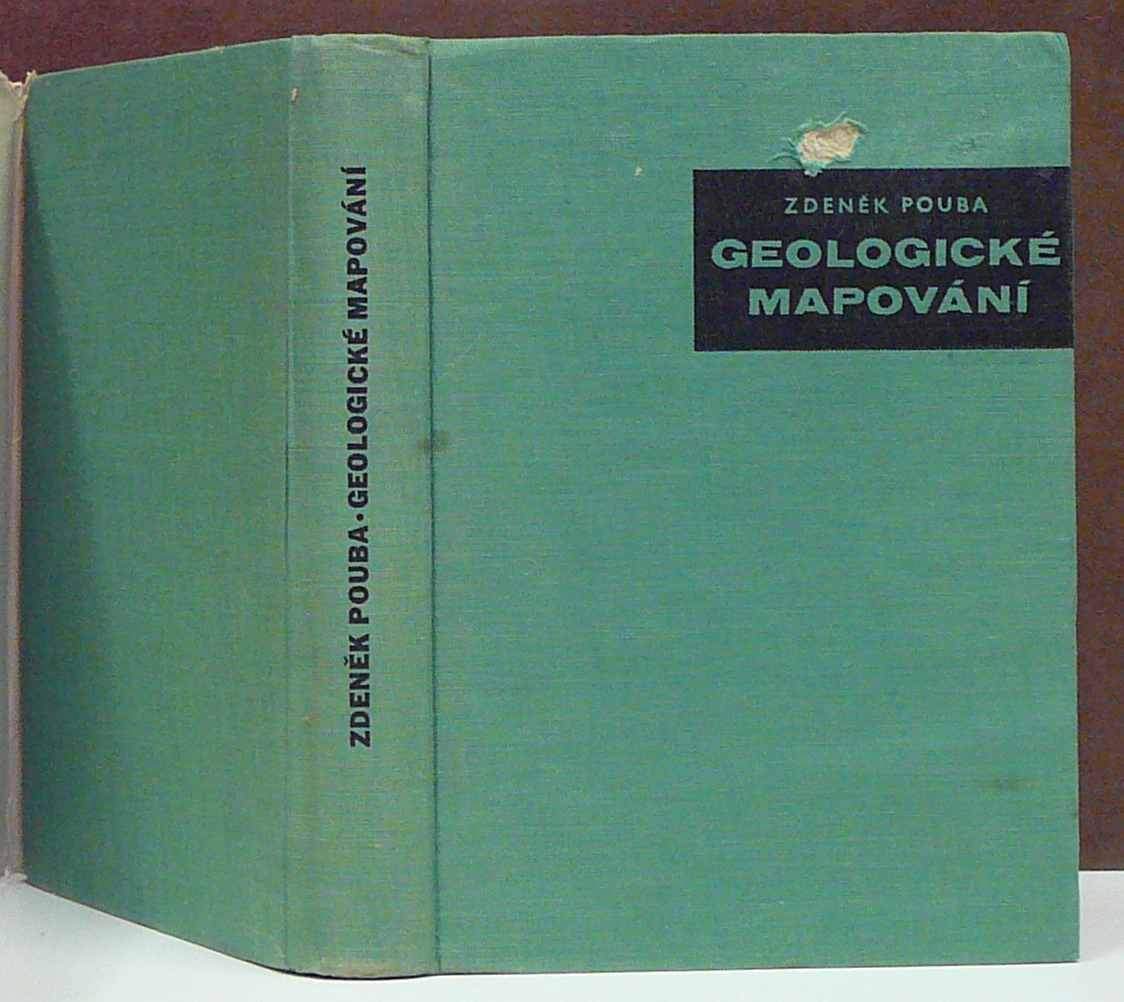 ZDENĚK POUBA • GEOLOGICKÉ MAPOVÁNÍ
ZDENĚK POUBA
GEOLOGICKÉ
MAPOVÁNÍ